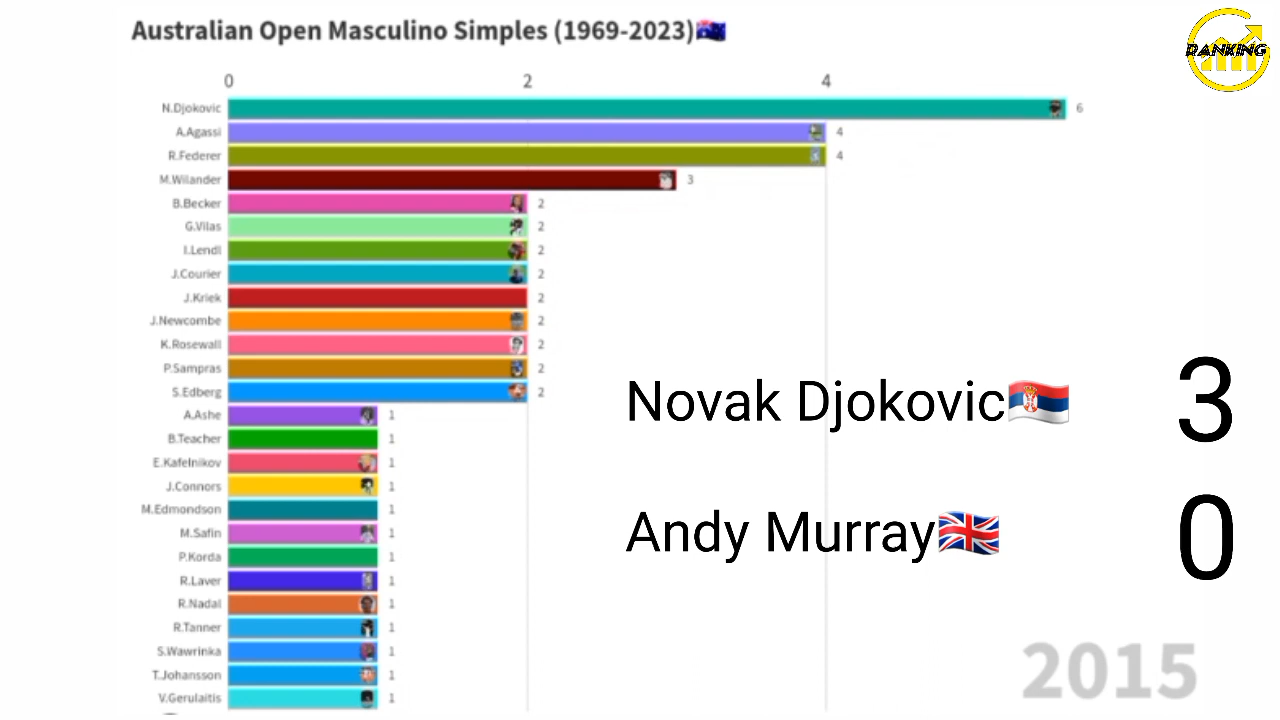 Australian Open Masculino Simples (1969-2023)🇦🇺
RANKING
0 2 4
N.Djokovic 6
A.Agassi 4
R.Federer 4
M.Wilander 3
B.Becker 2
G.Vilas 2
I.Lendl 2
J.Courier 2
J.Kriek 2
J.Newcombe 2
K.Rosewall 2
P.Sampras 2
S.Edberg 2
A.Ashe 1
B.Teacher 1
E.Kafelnikov 1
J.Connors 1
M.Edmondson 1
M.Safin 1
P.Korda 1
R.Laver 1
R.Nadal 1
R.Tanner 1
S.Wawrinka 1
T.Johansson 1
V.Gerulaitis 1
Novak Djokovic🇷🇸 3
Andy Murray🇬🇧 0
2015